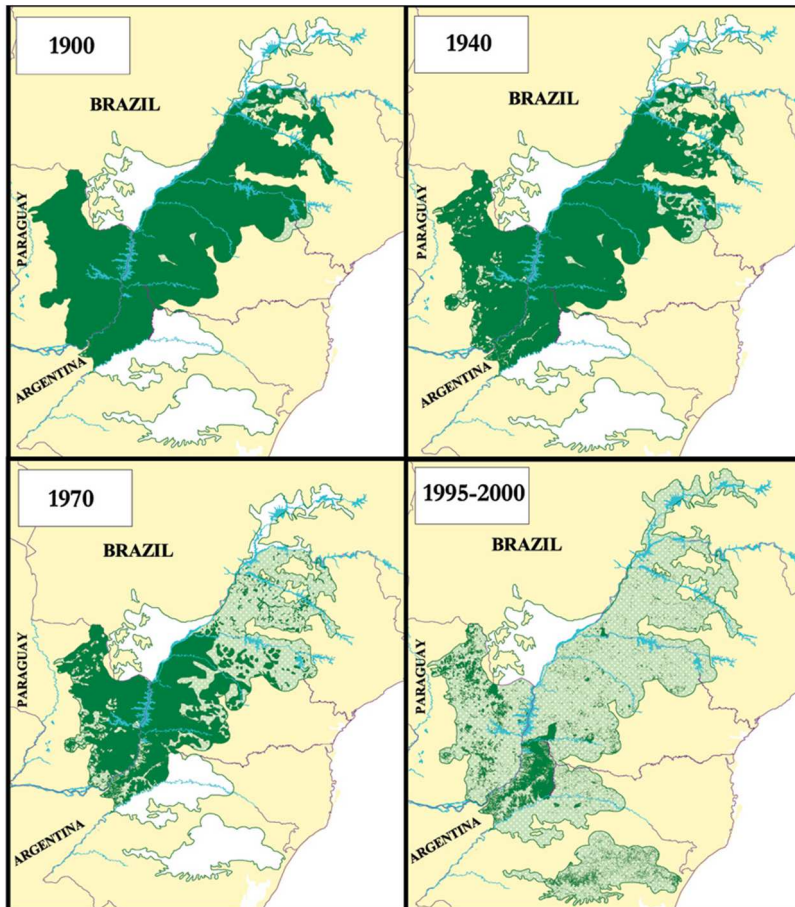 1900
BRAZIL
PARAGUAY
ARGENTINA
1940
BRAZIL
PARAGUAY
ARGENTINA
1970
BRAZIL
PARAGUAY
ARGENTINA
1995-2000
BRAZIL
PARAGUAY
ARGENTINA